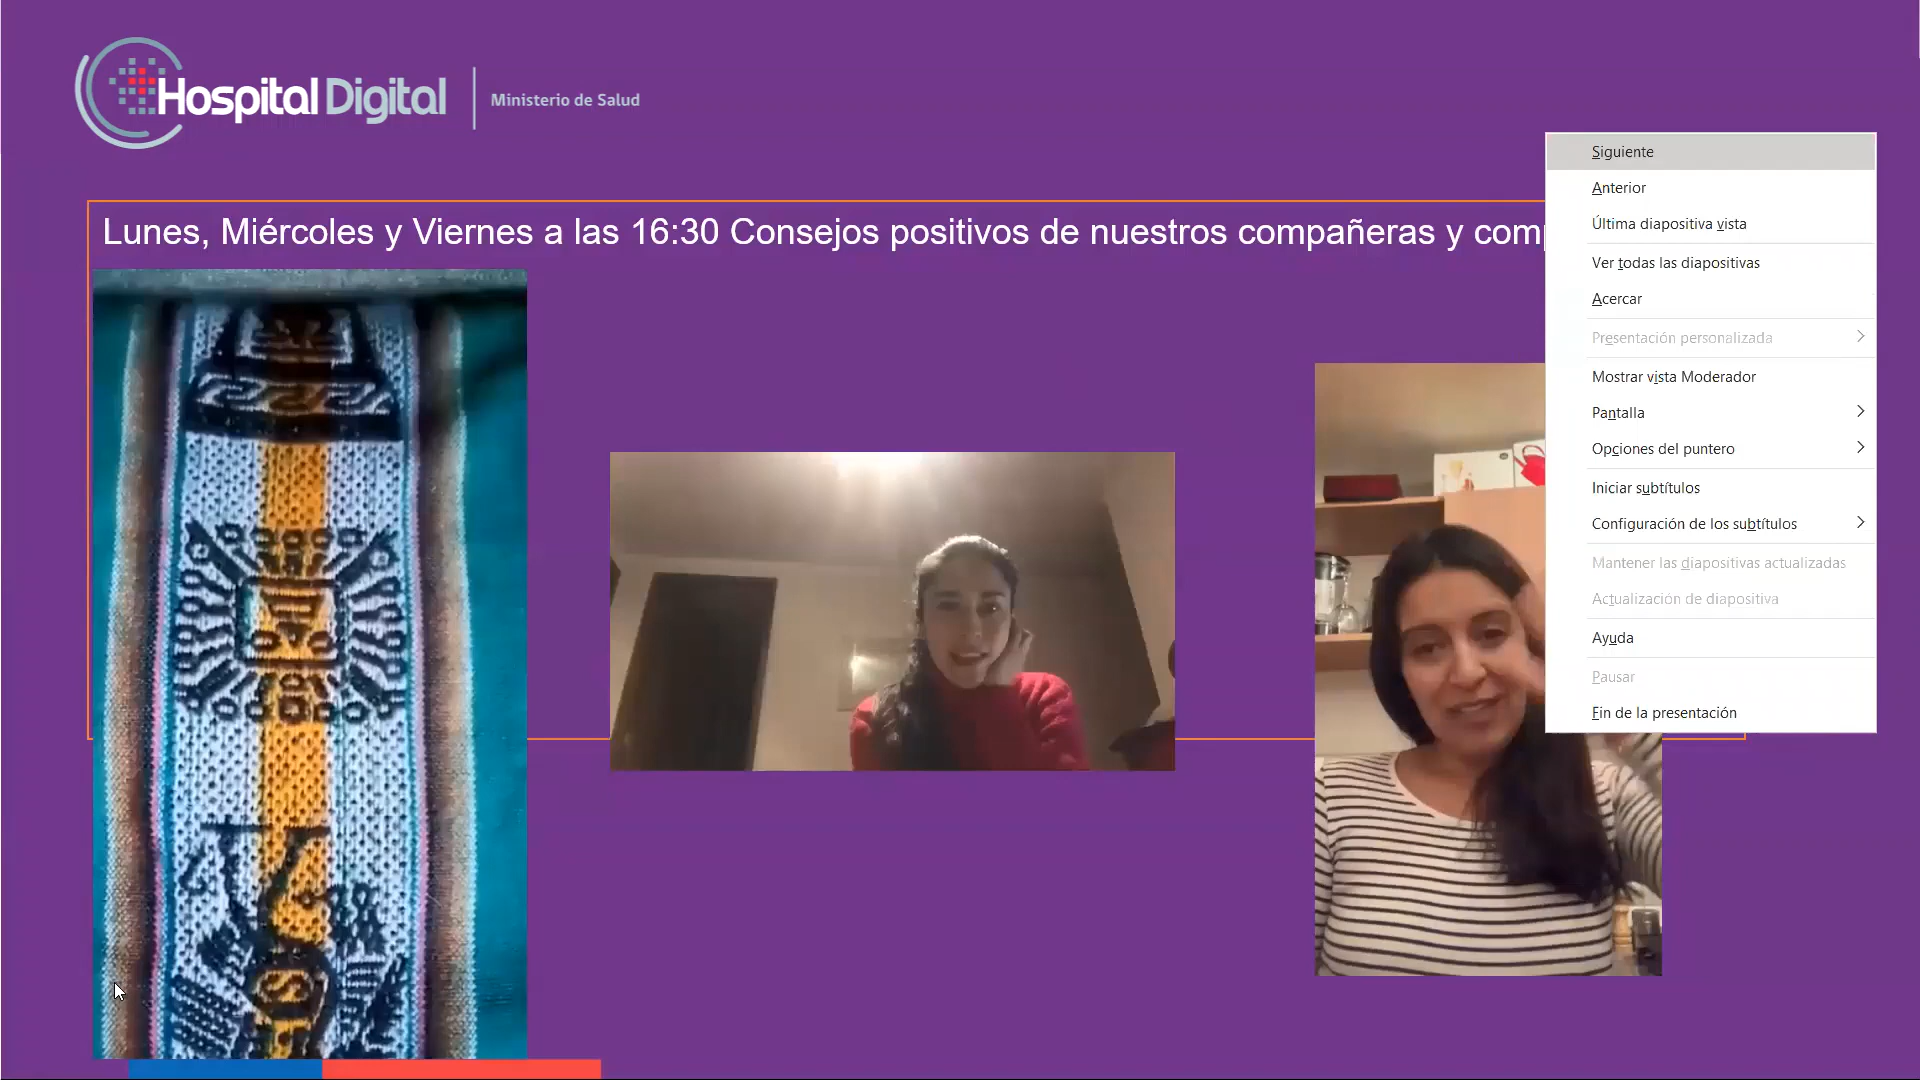 Hospital Digital
Ministerio de Salud
Lunes, Miércoles y Viernes a las 16:30 Consejos positivos de nuestros compañeras y
Siguiente
Anterior
Última diapositiva vista
Ver todas las diapositivas
Acercar
Presentación personalizada
Mostrar vista Moderador
Pantalla
Opciones del puntero
Iniciar subtítulos
Configuración de los subtítulos
Mantener las diapositivas actualizadas
Actualización de diapositiva
Ayuda
Pausar
Fin de la presentación